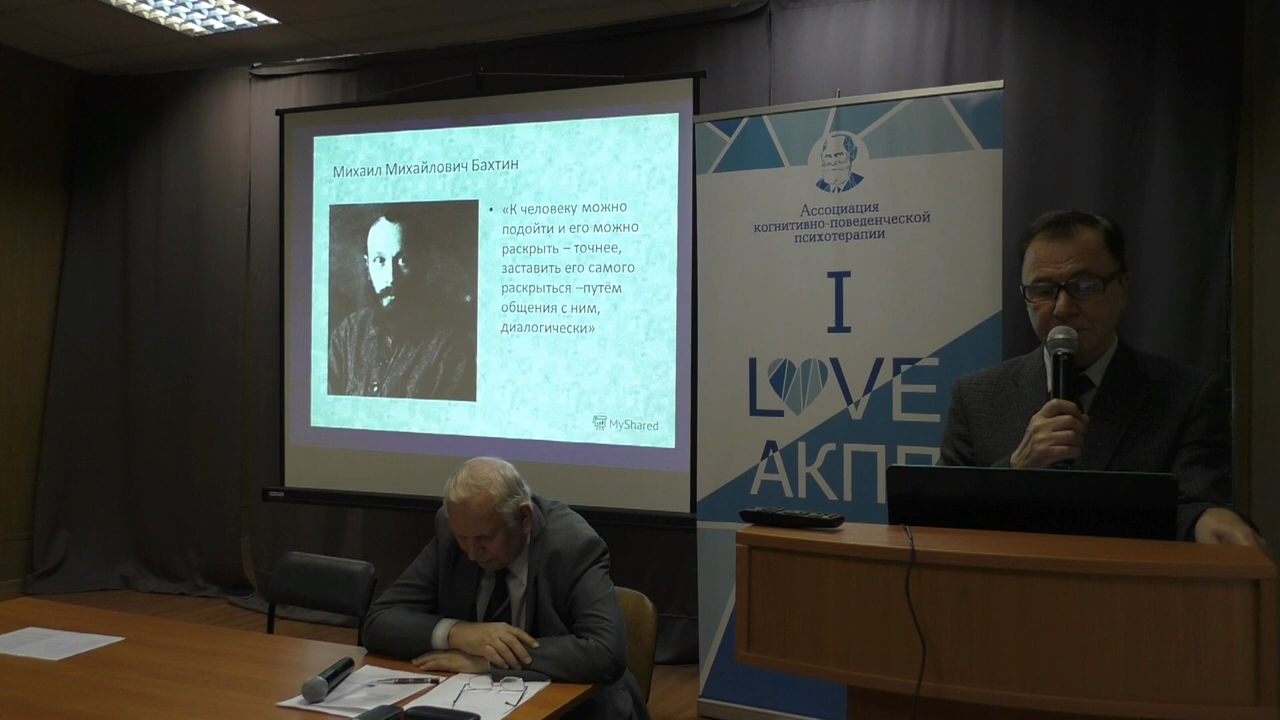 Михаил Михайлович Бахтин
• «К человеку можно
подойти и его можно
раскрыть – точнее,
заставить его самого
раскрыться –путём
общения с ним,
диалогически»
MyShared
Ассоциация
когнитивно-поведенческой
психотерапии
I
LOVE
АКПП